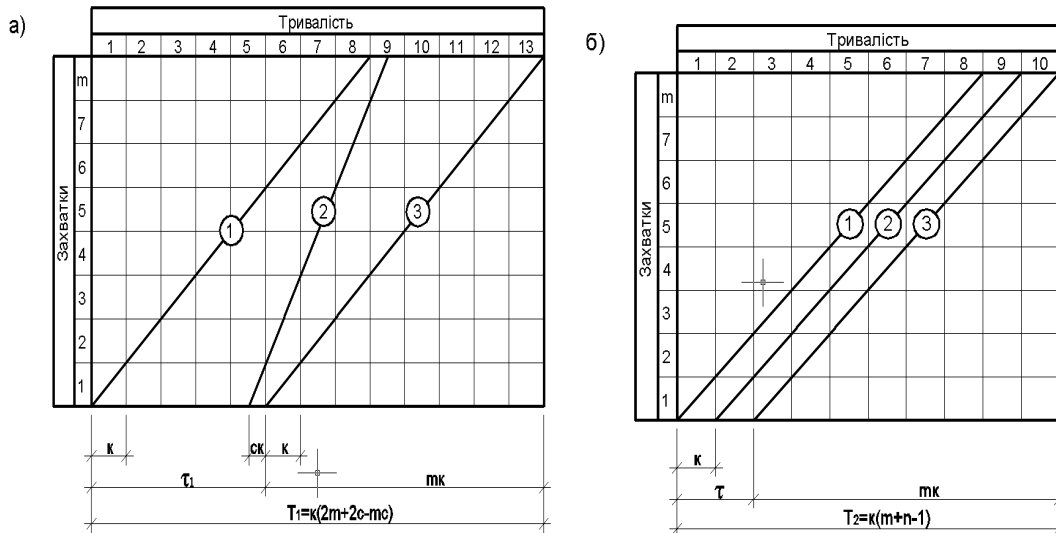 а)
Тривалість
1 2 3 4 5 6 7 8 9 10 11 12 13
Захватки
m
7
6
5
4
3
2
1
1
2
3
к
ск
к
τ₁
mк
T₁=к(2m+2c-mc)
б)
Тривалість
1 2 3 4 5 6 7 8 9 10
Захватки
m
7
6
5
4
3
2
1
1 2 3
к
τ
mк
T₂=к(m+n-1)